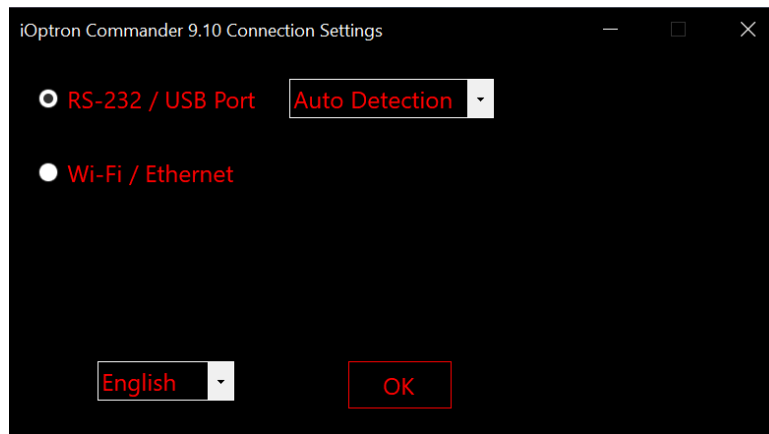 iOptron Commander 9.10 Connection Settings
RS-232 / USB Port Auto Detection
Wi-Fi / Ethernet
English OK